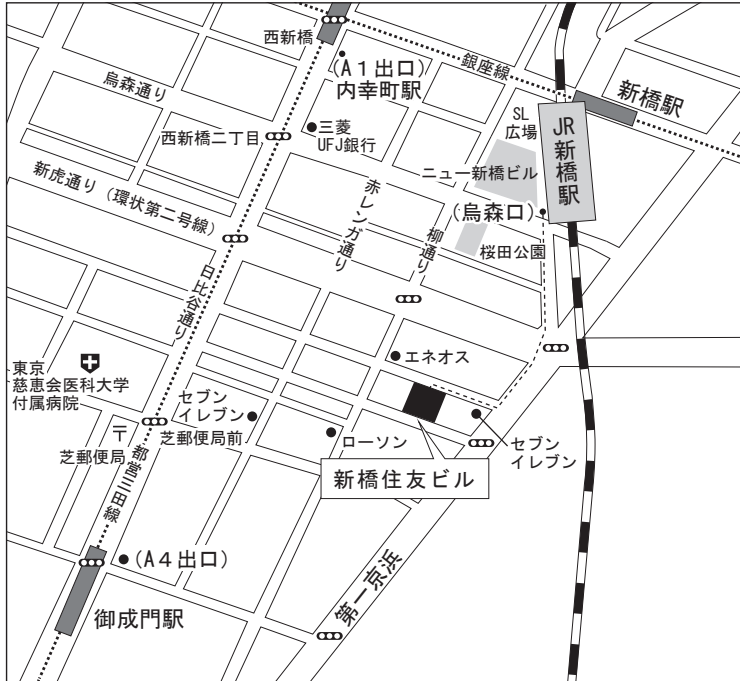 西新橋
(A1出口)
内幸町駅
銀座線
新橋駅
烏森通り
三菱
UFJ銀行
西新橋二丁目
SL
広場
JR新橋駅
ニュー新橋ビル
新虎通り（環状第二号線）
赤レンガ通り
柳通り
(烏森口)
桜田公園
日比谷通り
エネオス
東京
慈恵会医科大学
付属病院
セブン
イレブン
芝郵便局前
〒
芝郵便局
ローソン
セブン
イレブン
新橋住友ビル
都営三田線
(A4出口)
御成門駅
第一京浜